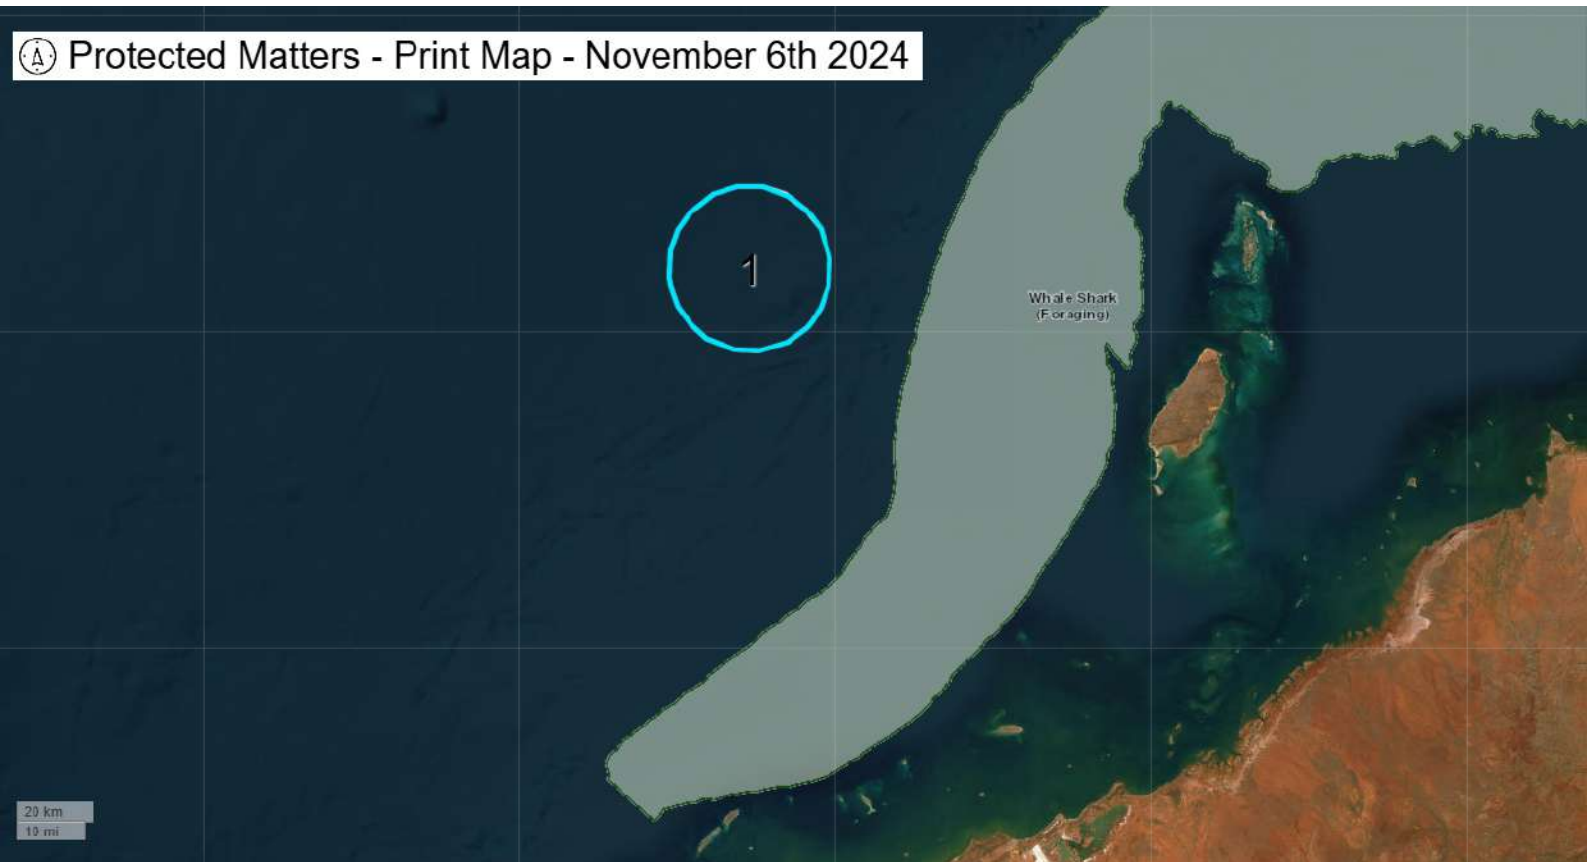 Protected Matters - Print Map - November 6th 2024
1
Whale Shark
(Foraging)
20 km
10 mi